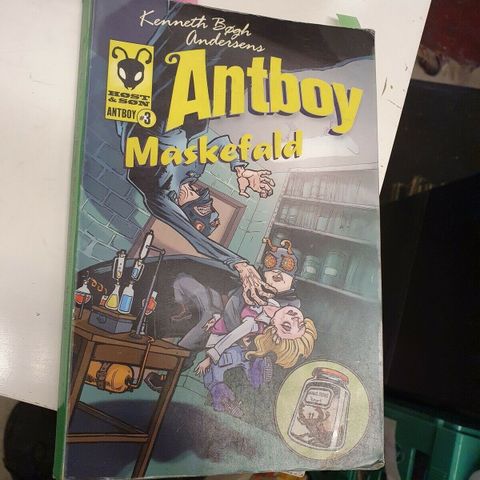 Kenneth Bøgh
Andersens
HØST
& SØN
ANTBOY #3
Antboy
Maskefald